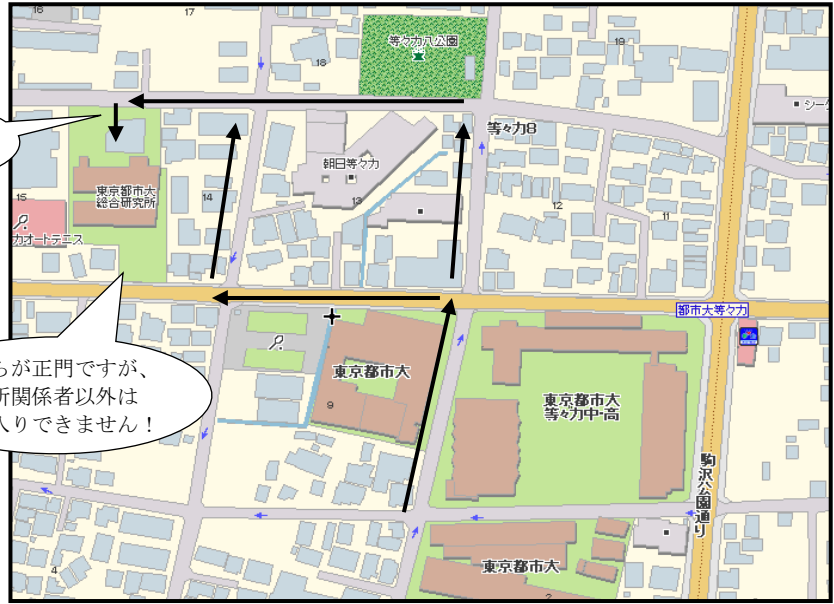 16
17
18
19
等々力八公園
等々力8
朝日等々力
13
12
11
14
15
東京都市大
総合研究所
カオートテニス
シーク
都市大等々力
らが正門ですが、
所関係者以外は
入りできません！
東京都市大
9
東京都市大
等々力中・高
駒沢公園通り
東京都市大
4
2